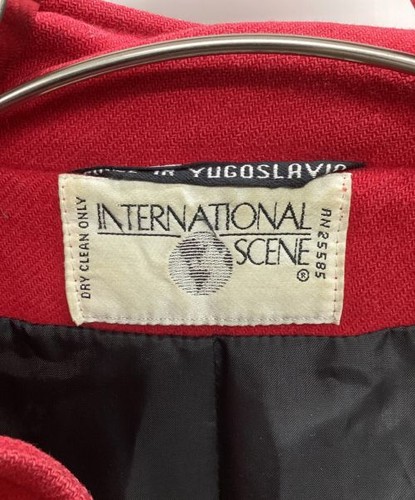 IN YUGOSLAVIA
DRY CLEAN ONLY
INTERNATIONAL
SCENE
®
RN 25585